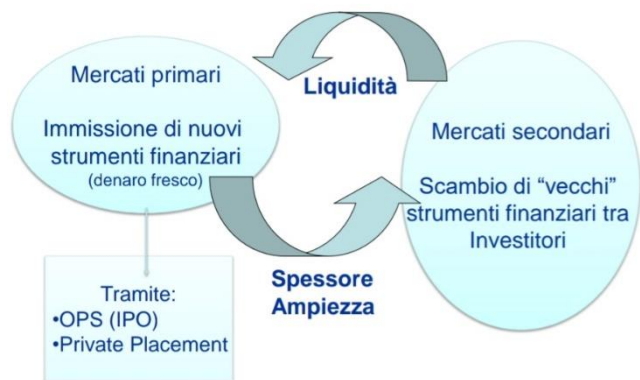 Mercati primari
Immissione di nuovi
strumenti finanziari
(denaro fresco)
Liquidità
Mercati secondari
Scambio di “vecchi”
strumenti finanziari tra
Investitori
Spessore
Ampiezza
Tramite:
•OPS (IPO)
•Private Placement